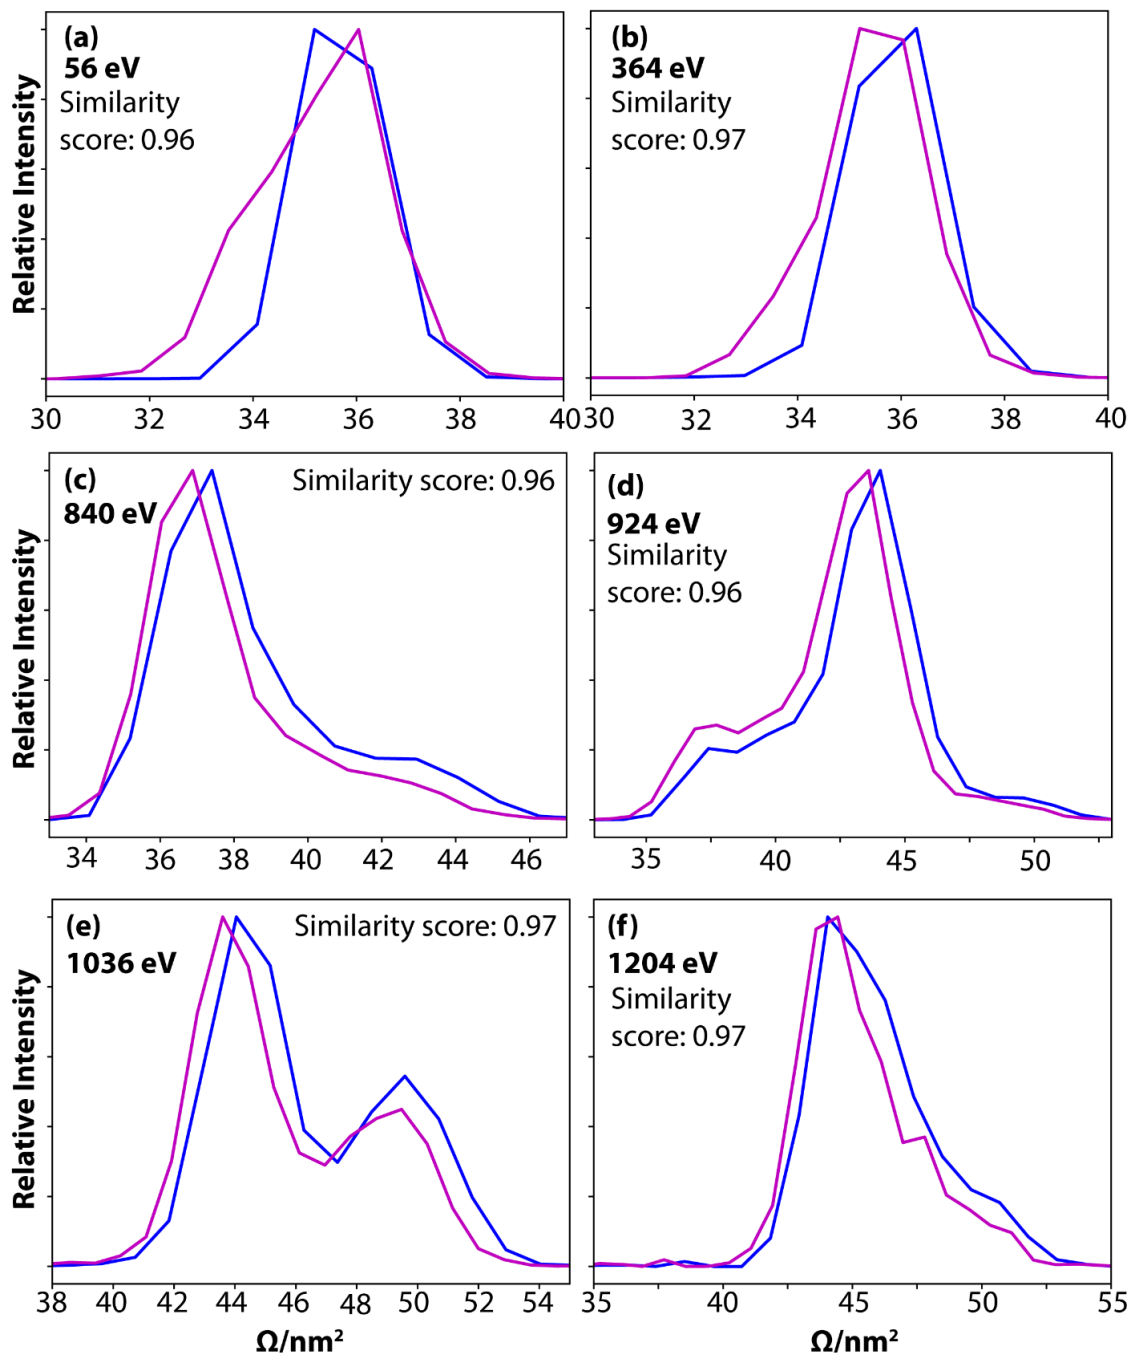 (a)
56 eV
Similarity
score: 0.96
Relative Intensity
30 32 34 36 38 40
(b)
364 eV
Similarity
score: 0.97
30 32 34 36 38 40
(c)
840 eV
Similarity score: 0.96
Relative Intensity
34 36 38 40 42 44 46
(d)
924 eV
Similarity
score: 0.96
35 40 45 50
(e)
1036 eV
Similarity score: 0.97
Relative Intensity
38 40 42 44 46 48 50 52 54
Ω/nm²
(f)
1204 eV
Similarity
score: 0.97
35 40 45 50 55
Ω/nm²